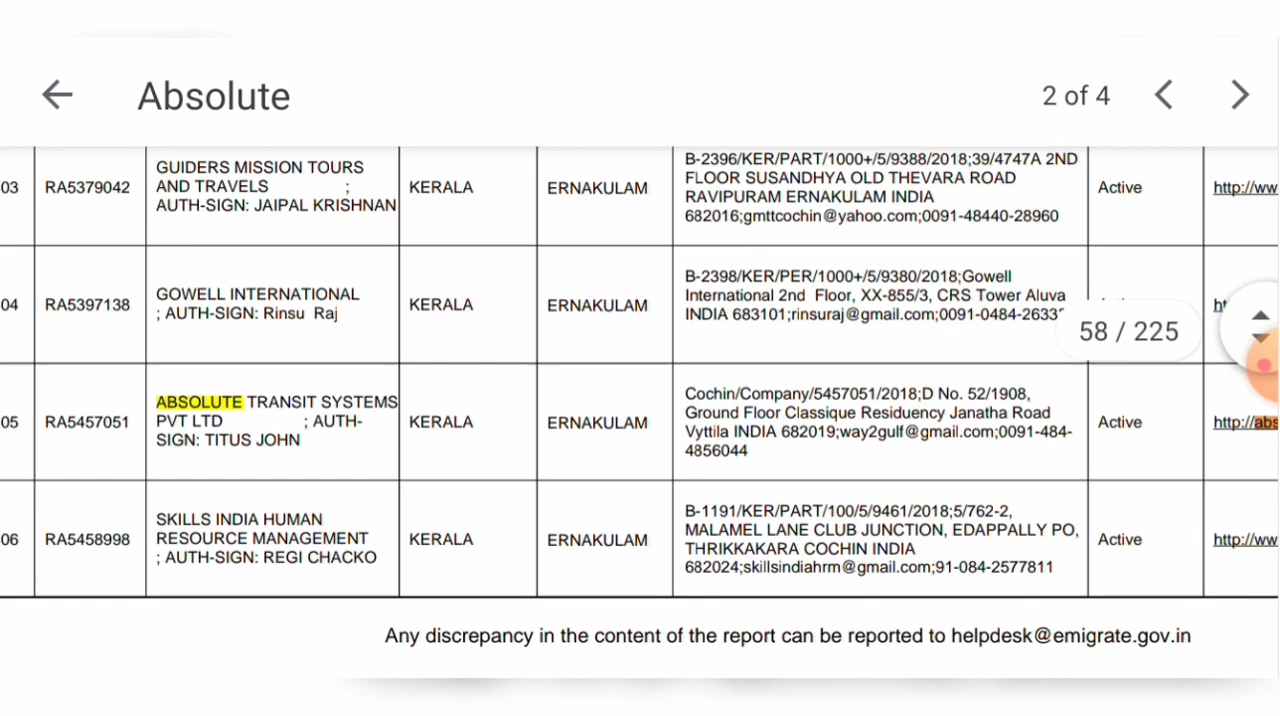 Absolute
2 of 4
03
RA5379042
GUIDERS MISSION TOURS
AND TRAVELS ;
AUTH-SIGN: JAIPAL KRISHNAN
KERALA
ERNAKULAM
B-2396/KER/PART/1000+/5/9388/2018;39/4747A 2ND
FLOOR SUSANDHYA OLD THEVARA ROAD
RAVIPURAM ERNAKULAM INDIA
682016;gmttcochin@yahoo.com;0091-48440-28960
Active
http://ww
04
RA5397138
GOWELL INTERNATIONAL
; AUTH-SIGN: Rinsu Raj
KERALA
ERNAKULAM
B-2398/KER/PER/1000+/5/9380/2018;Gowell
International 2nd Floor, XX-855/3, CRS Tower Aluva
INDIA 683101;rinsuraj@gmail.com;0091-0484-2633
58 / 225
05
RA5457051
ABSOLUTE TRANSIT SYSTEMS
PVT LTD ; AUTH-
SIGN: TITUS JOHN
KERALA
ERNAKULAM
Cochin/Company/5457051/2018;D No. 52/1908,
Ground Floor Classique Residuency Janatha Road
Vyttila INDIA 682019;way2gulf@gmail.com;0091-484-
4856044
Active
http://abs
06
RA5458998
SKILLS INDIA HUMAN
RESOURCE MANAGEMENT
; AUTH-SIGN: REGI CHACKO
KERALA
ERNAKULAM
B-1191/KER/PART/100/5/9461/2018;5/762-2,
MALAMEL LANE CLUB JUNCTION, EDAPPALLY PO,
THRIKKAKARA COCHIN INDIA
682024;skillsindiahrm@gmail.com;91-084-2577811
Active
http://ww
Any discrepancy in the content of the report can be reported to helpdesk@emigrate.gov.in